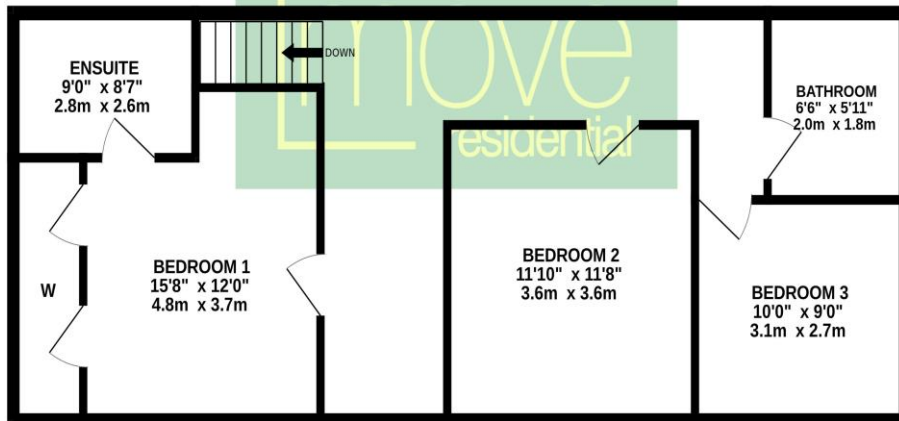 move
residential
DOWN
ENSUITE
9'0" x 8'7"
2.8m x 2.6m
BATHROOM
6'6" x 5'11"
2.0m x 1.8m
BEDROOM 1
15'8" x 12'0"
4.8m x 3.7m
W
BEDROOM 2
11'10" x 11'8"
3.6m x 3.6m
BEDROOM 3
10'0" x 9'0"
3.1m x 2.7m